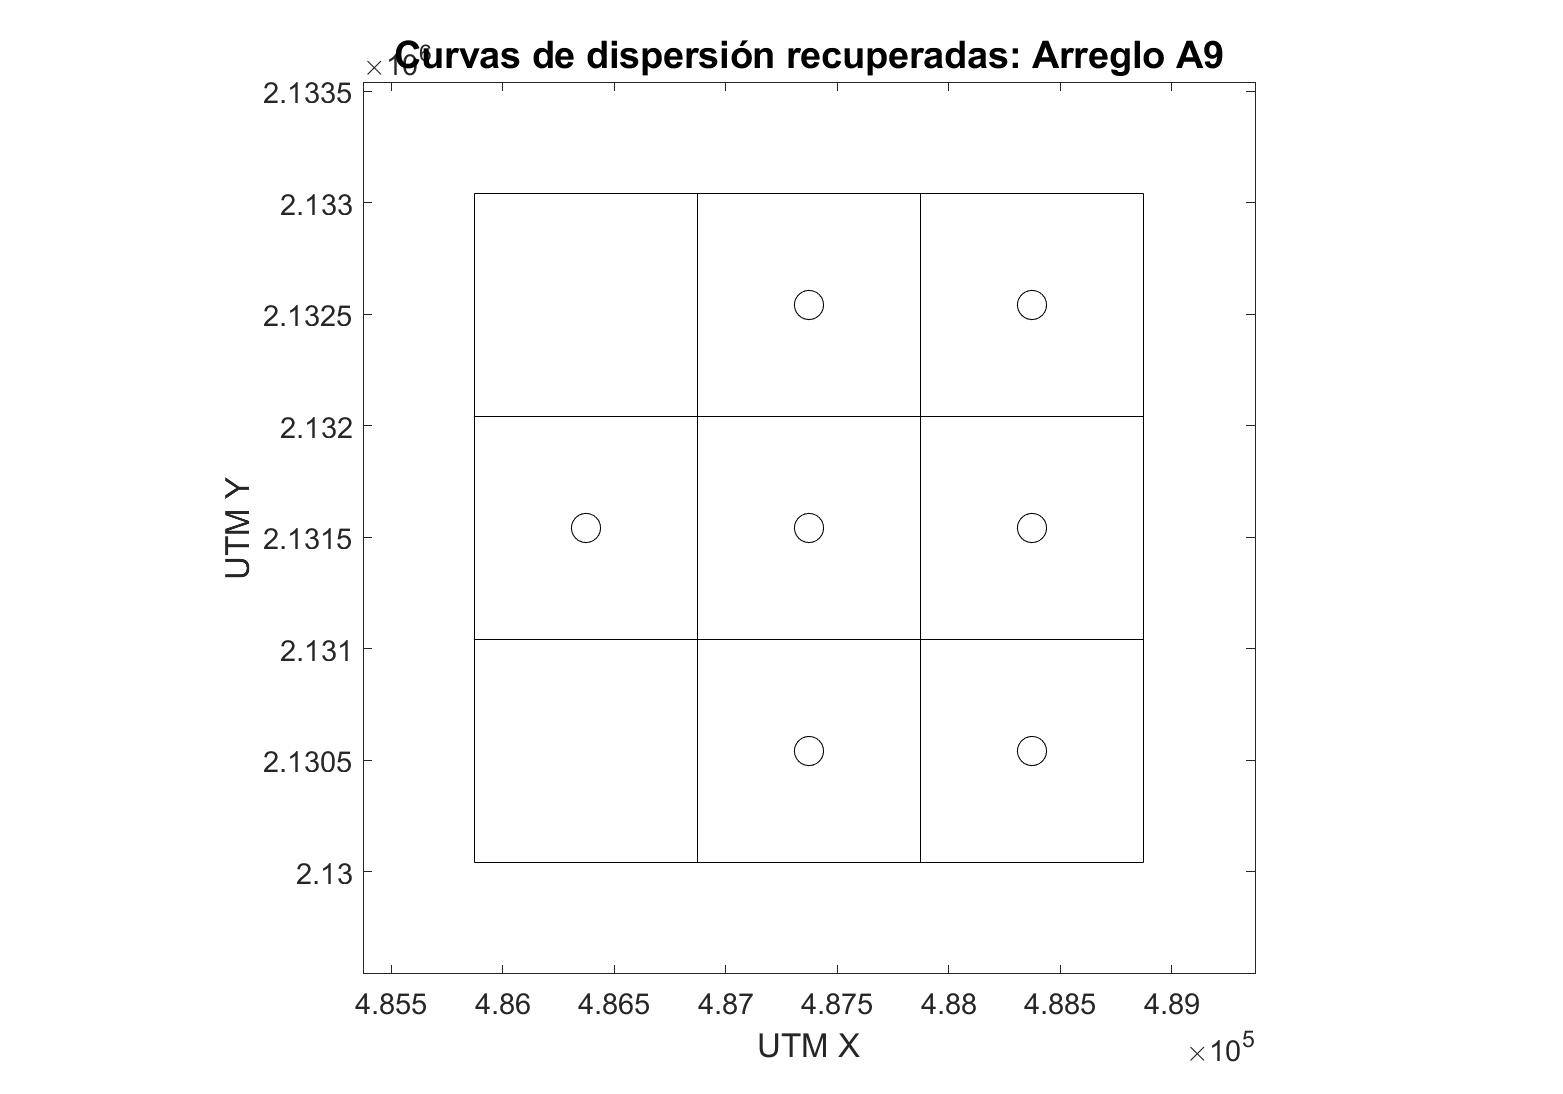 Curvas de dispersión recuperadas: Arreglo A9
×10^6
2.1335
2.133
2.1325
2.132
2.1315
2.131
2.1305
2.13
UTM Y
4.855 4.86 4.865 4.87 4.875 4.88 4.885 4.89
UTM X
×10^5